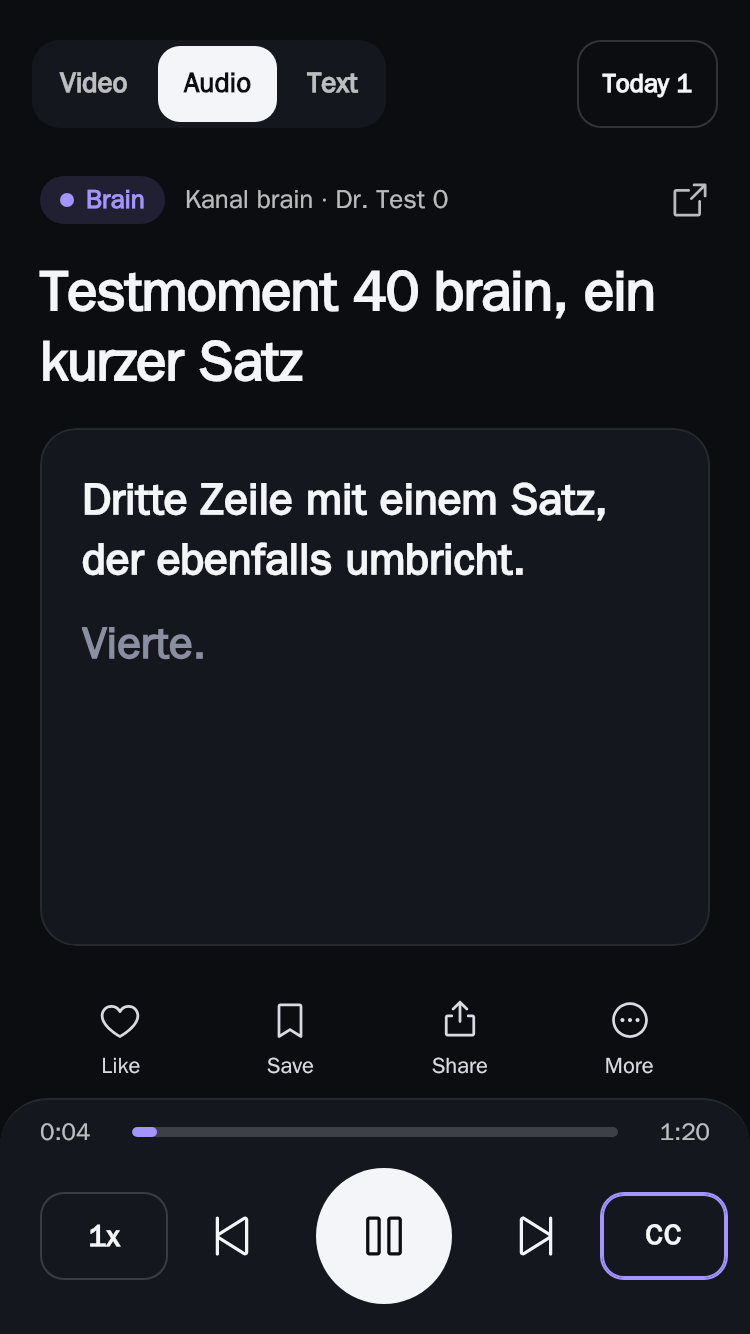 Video Audio Text Today 1
Brain Kanal brain · Dr. Test 0
Testmoment 40 brain, ein
kurzer Satz
Dritte Zeile mit einem Satz,
der ebenfalls umbricht.
Vierte.
Like Save Share More
0:04 1:20
1x CC